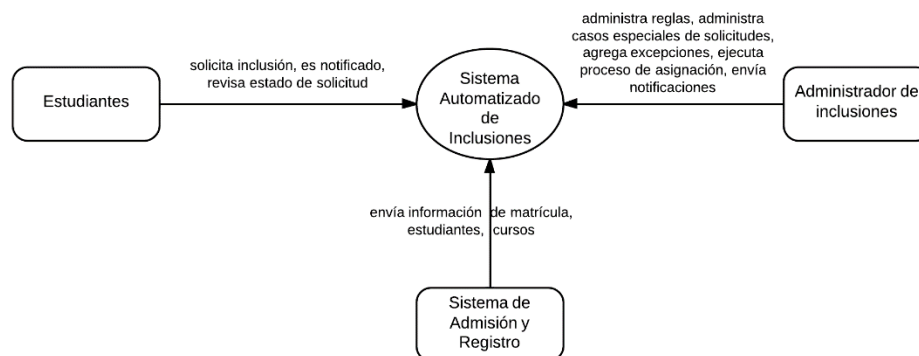 Estudiantes
solicita inclusión, es notificado,
revisa estado de solicitud
Sistema
Automatizado
de
Inclusiones
administra reglas, administra
casos especiales de solicitudes,
agrega excepciones, ejecuta
proceso de asignación, envía
notificaciones
Administrador de
inclusiones
envía información de matrícula,
estudiantes, cursos
Sistema de
Admisión y
Registro